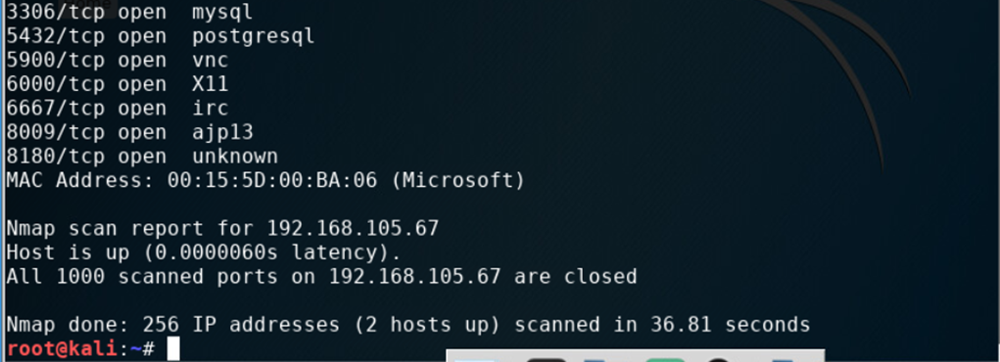 3306/tcp open  mysql
5432/tcp open  postgresql
5900/tcp open  vnc
6000/tcp open  X11
6667/tcp open  irc
8009/tcp open  ajp13
8180/tcp open  unknown
MAC Address: 00:15:5D:00:BA:06 (Microsoft)
Nmap scan report for 192.168.105.67
Host is up (0.0000060s latency).
All 1000 scanned ports on 192.168.105.67 are closed
Nmap done: 256 IP addresses (2 hosts up) scanned in 36.81 seconds
root@kali:~#